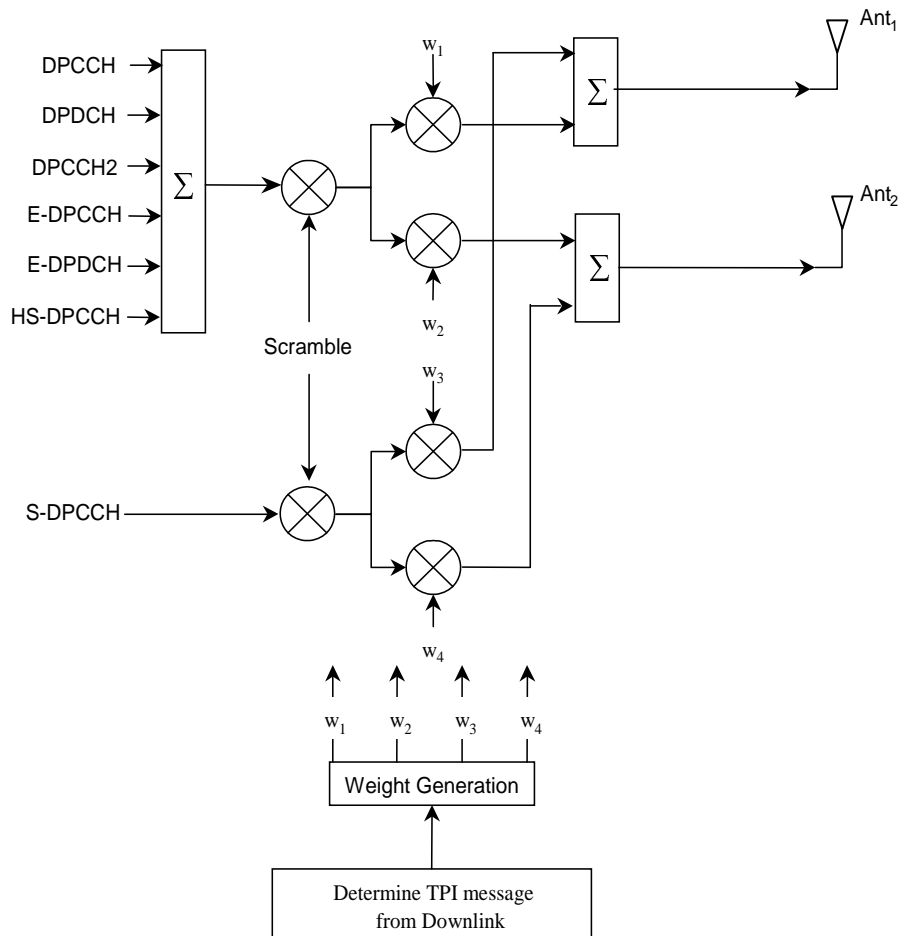 Ant1
w1
DPCCH
DPDCH
DPCCH2
E-DPCCH
E-DPDCH
HS-DPCCH
Σ
Σ
Ant2
Σ
w2
Scramble
w3
S-DPCCH
w4
w1 w2 w3 w4
Weight Generation
Determine TPI message
from Downlink